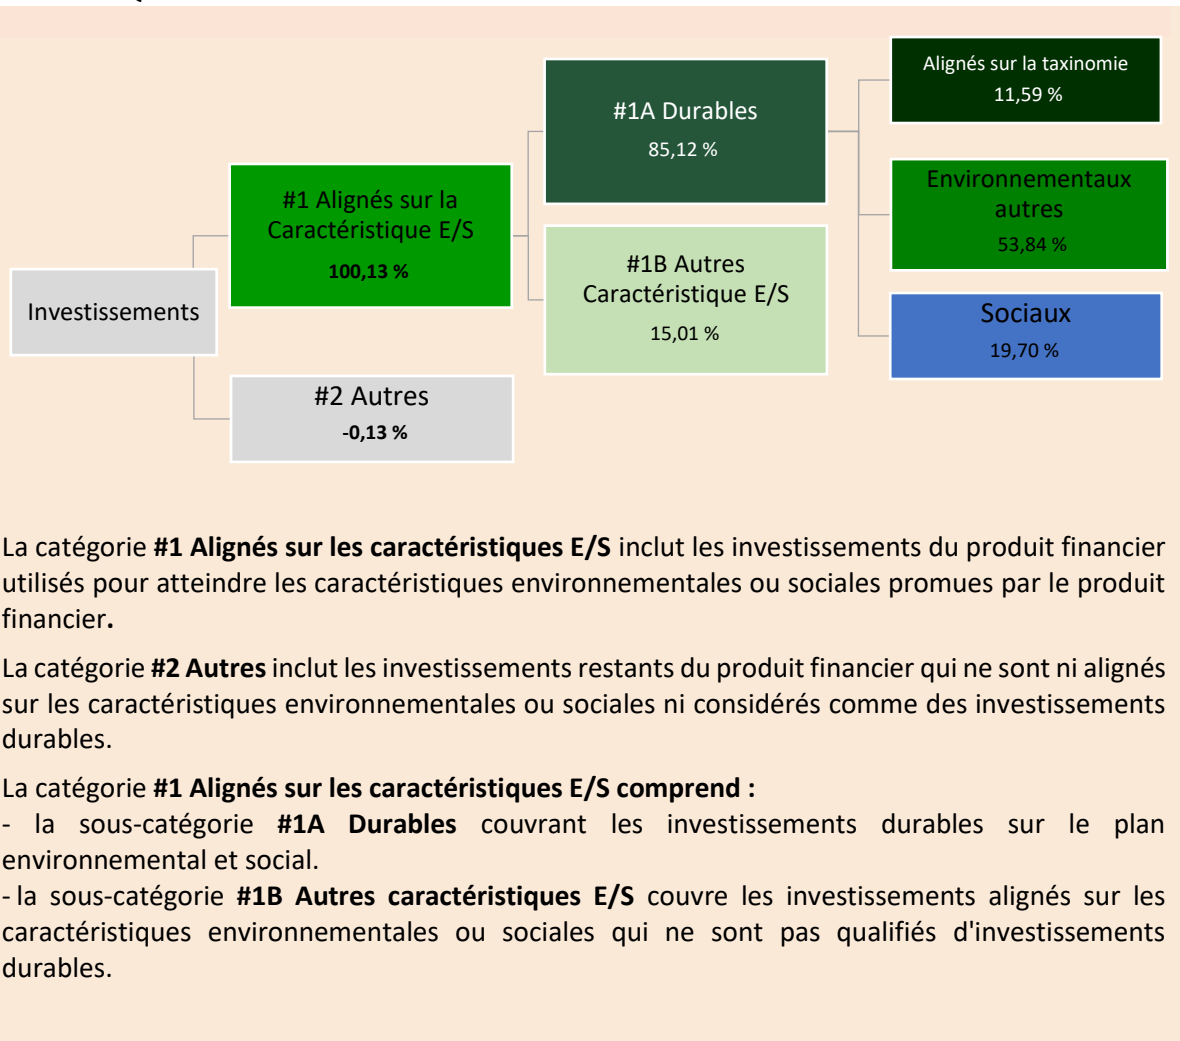 Investissements
#1 Alignés sur la
Caractéristique E/S
100,13 %
#2 Autres
-0,13 %
#1A Durables
85,12 %
#1B Autres
Caractéristique E/S
15,01 %
Alignés sur la taxinomie
11,59 %
Environnementaux
autres
53,84 %
Sociaux
19,70 %
La catégorie #1 Alignés sur les caractéristiques E/S inclut les investissements du produit financier
utilisés pour atteindre les caractéristiques environnementales ou sociales promues par le produit
financier.
La catégorie #2 Autres inclut les investissements restants du produit financier qui ne sont ni alignés
sur les caractéristiques environnementales ou sociales ni considérés comme des investissements
durables.
La catégorie #1 Alignés sur les caractéristiques E/S comprend :
- la sous-catégorie #1A Durables couvrant les investissements durables sur le plan
environnemental et social.
- la sous-catégorie #1B Autres caractéristiques E/S couvre les investissements alignés sur les
caractéristiques environnementales ou sociales qui ne sont pas qualifiés d'investissements
durables.